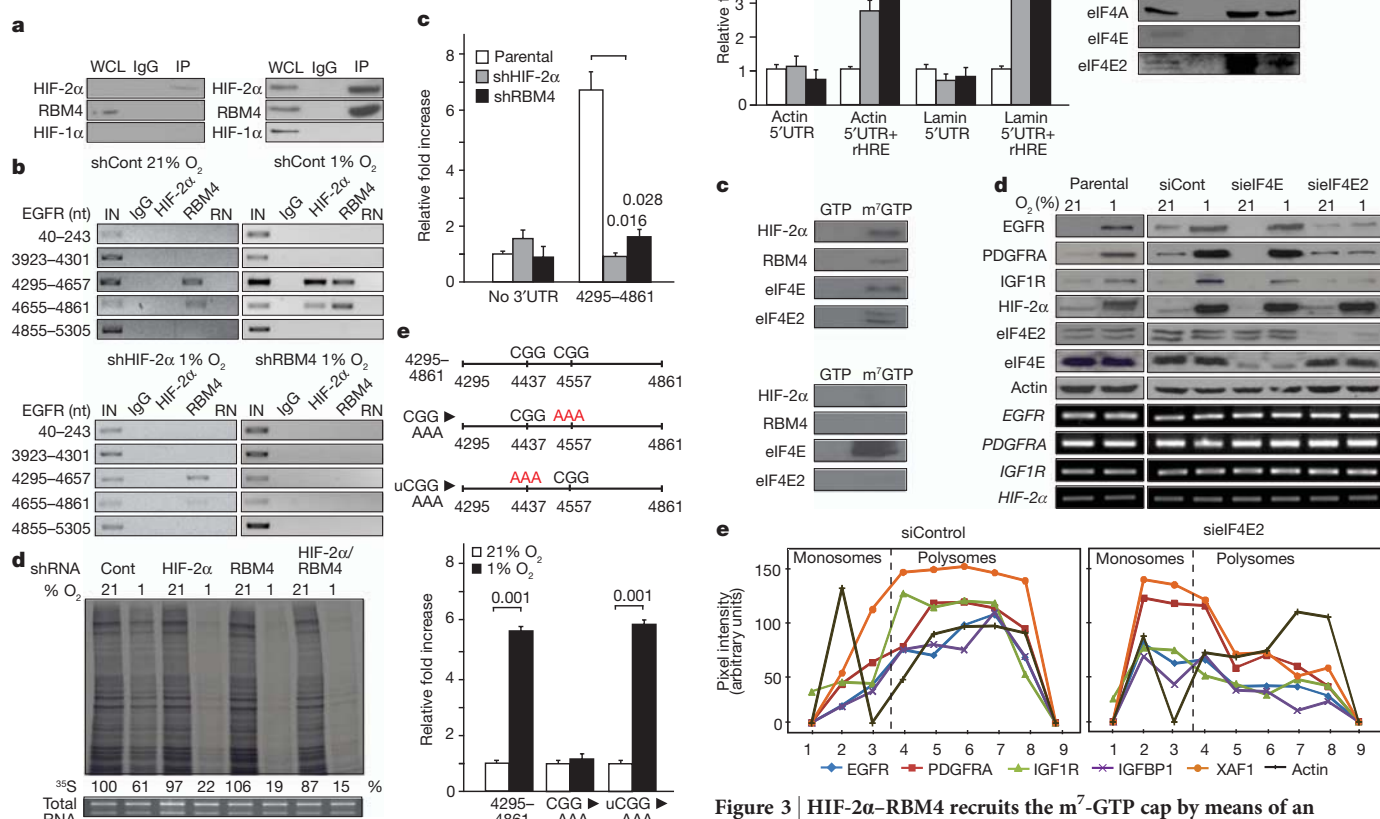 a
WCL IgG IP
HIF-2α
RBM4
HIF-1α
WCL IgG IP
HIF-2α
RBM4
HIF-1α
b
shCont 21% O2
shCont 1% O2
EGFR (nt) IN IgG HIF-2α RBM4 RN
IN IgG HIF-2α RBM4 RN
40–243
3923–4301
4295–4657
4655–4861
4855–5305
shHIF-2α 1% O2
shRBM4 1% O2
EGFR (nt) IN IgG HIF-2α RBM4 RN
IN IgG HIF-2α RBM4 RN
40–243
3923–4301
4295–4657
4655–4861
4855–5305
d
shRNA Cont HIF-2α RBM4 HIF-2α/
RBM4
% O2 21 1 21 1 21 1 21 1
35S 100 61 97 22 106 19 87 15 %
Total
RNA
c
Relative fold increase
8
6
4
2
0
Parental
shHIF-2α
shRBM4
0.016
0.028
No 3′UTR
4295–4861
e
4295–
4861
CGG CGG
4295 4437 4557 4861
CGG ►
AAA
CGG AAA
4295 4437 4557 4861
uCGG ►
AAA
AAA CGG
4295 4437 4557 4861
Relative fold increase
8
6
4
2
0
21% O2
1% O2
0.001
0.001
4295–
4861
CGG ►
AAA
uCGG ►
AAA
Relative f
3
2
1
0
Actin
5′UTR
Actin
5′UTR+
rHRE
Lamin
5′UTR
Lamin
5′UTR+
rHRE
eIF4A
eIF4E
eIF4E2
c
GTP m7GTP
HIF-2α
RBM4
eIF4E
eIF4E2
GTP m7GTP
HIF-2α
RBM4
eIF4E
eIF4E2
d
Parental siCont sieIF4E sieIF4E2
O2(%) 21 1 21 1 21 1 21 1
EGFR
PDGFRA
IGF1R
HIF-2α
eIF4E2
eIF4E
Actin
EGFR
PDGFRA
IGF1R
HIF-2α
e
siControl
sieIF4E2
Monosomes Polysomes
Monosomes Polysomes
Pixel intensity
(arbitrary units)
150
100
50
0
1 2 3 4 5 6 7 8 9
1 2 3 4 5 6 7 8 9
EGFR PDGFRA IGF1R IGFBP1 XAF1 Actin
Figure 3 | HIF-2α–RBM4 recruits the m7-GTP cap by means of an